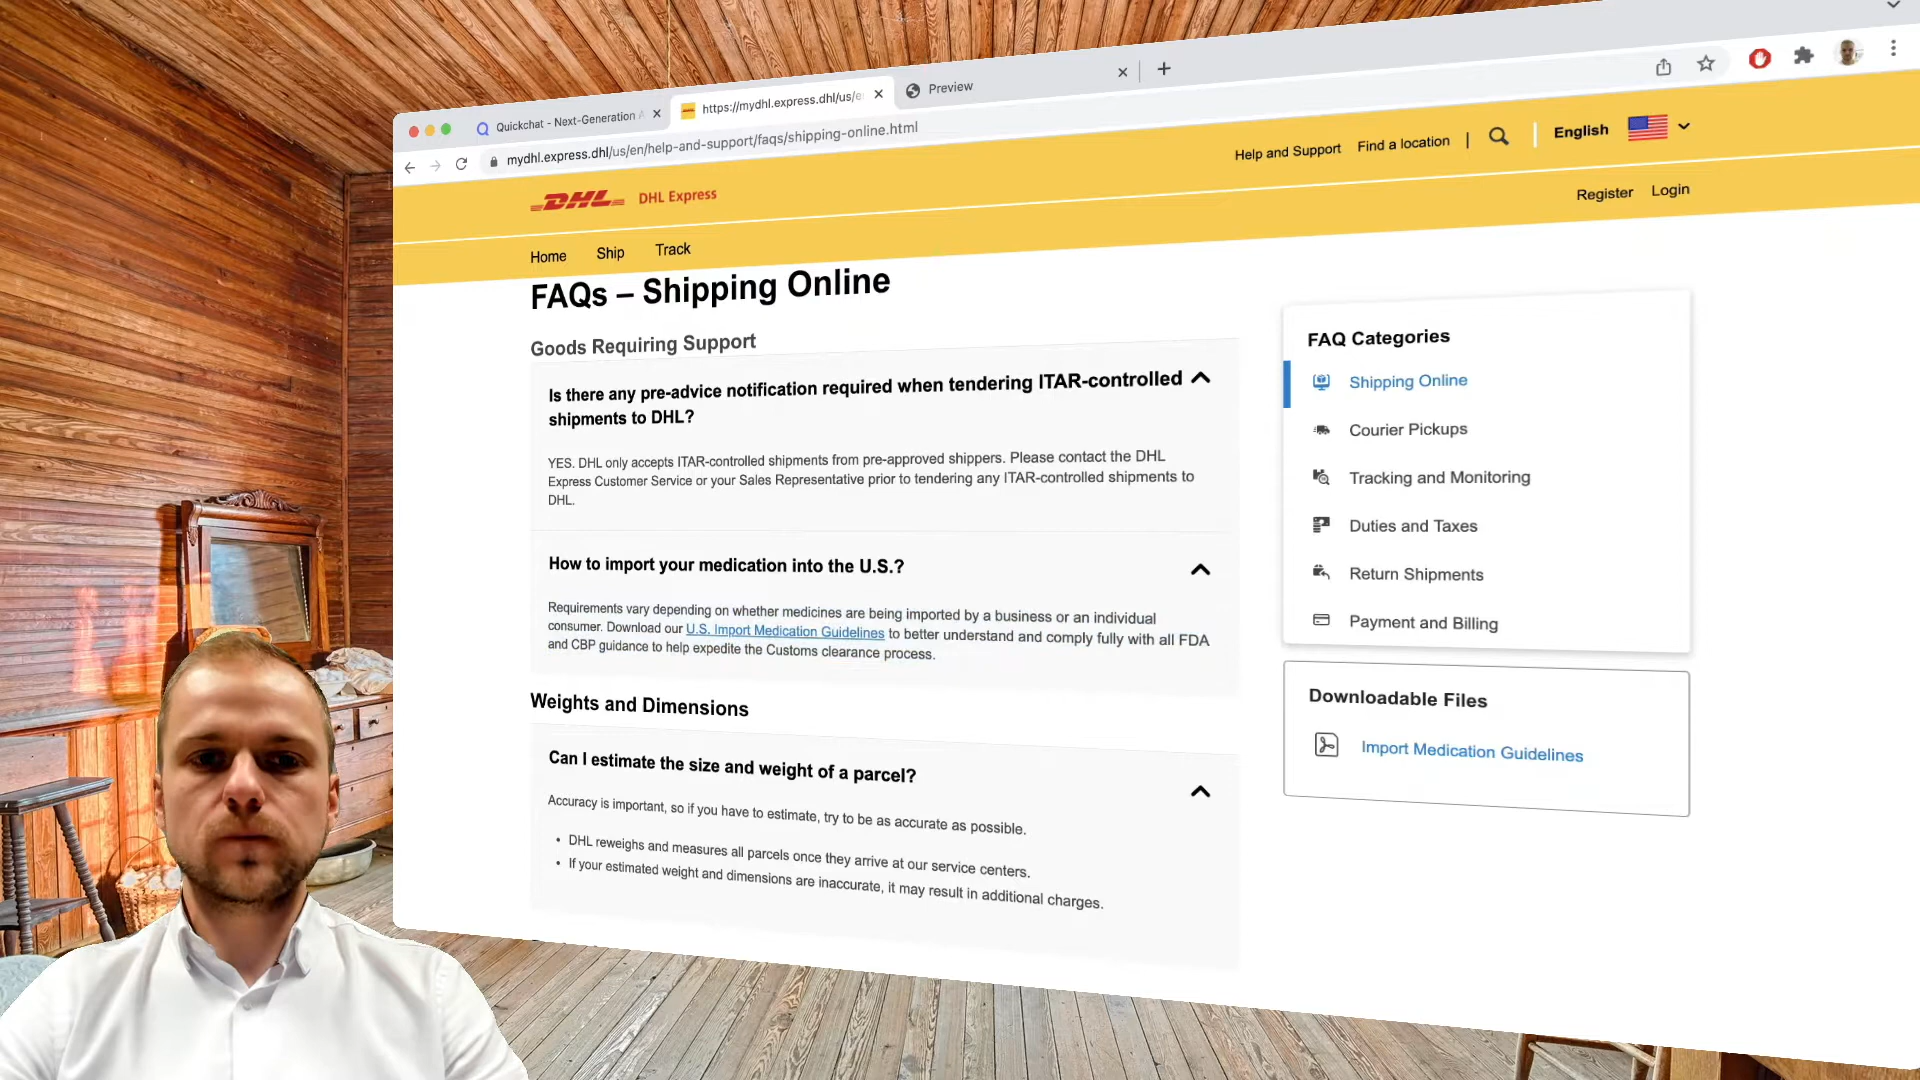 Quickchat - Next-Generation A
https://mydhl.express.dhl/us/e
Preview
mydhl.express.dhl/us/en/help-and-support/faqs/shipping-online.html
Help and Support Find a location | English
DHL DHL Express
Register Login
Home Ship Track
FAQs – Shipping Online
Goods Requiring Support
Is there any pre-advice notification required when tendering ITAR-controlled
shipments to DHL?
YES. DHL only accepts ITAR-controlled shipments from pre-approved shippers. Please contact the DHL
Express Customer Service or your Sales Representative prior to tendering any ITAR-controlled shipments to
DHL.
How to import your medication into the U.S.?
Requirements vary depending on whether medicines are being imported by a business or an individual
consumer. Download our U.S. Import Medication Guidelines to better understand and comply fully with all FDA
and CBP guidance to help expedite the Customs clearance process.
Weights and Dimensions
Can I estimate the size and weight of a parcel?
Accuracy is important, so if you have to estimate, try to be as accurate as possible.
• DHL reweighs and measures all parcels once they arrive at our service centers.
• If your estimated weight and dimensions are inaccurate, it may result in additional charges.
FAQ Categories
Shipping Online
Courier Pickups
Tracking and Monitoring
Duties and Taxes
Return Shipments
Payment and Billing
Downloadable Files
Import Medication Guidelines